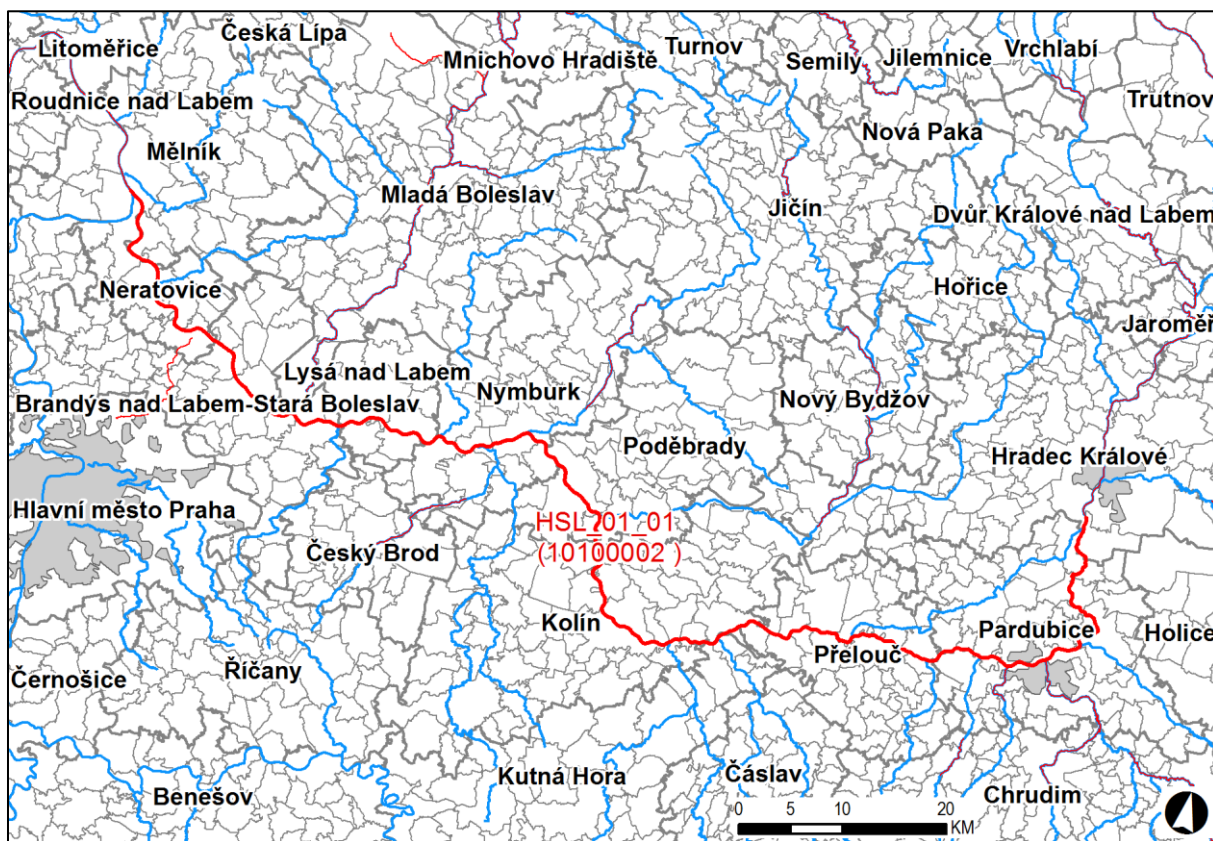 Česká Lípa
Litoměřice
Mnichovo Hradiště
Turnov
Semily
Jilemnice
Vrchlabí
Roudnice nad Labem
Trutnov
Mělník
Nová Paka
Mladá Boleslav
Jičín
Dvůr Králové nad Labem
Neratovice
Hořice
Jaroměř
Lysá nad Labem
Nymburk
Brandýs nad Labem-Stará Boleslav
Nový Bydžov
Poděbrady
Hradec Králové
Hlavní město Praha
HSL_01_01
(10100002 )
Český Brod
Kolín
Pardubice
Holice
Přelouč
Říčany
Černošice
Kutná Hora
Čáslav
Benešov
Chrudim
0 5 10 20
KM